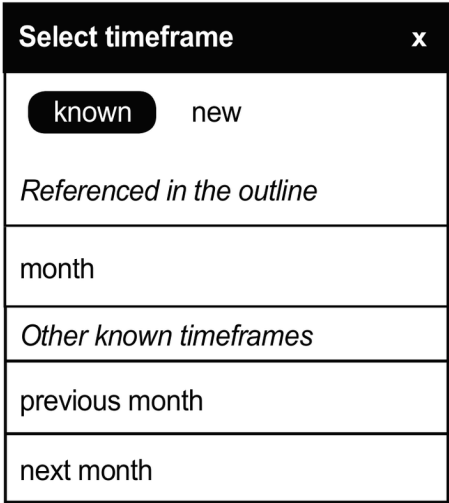 Select timeframe x
known new
Referenced in the outline
month
Other known timeframes
previous month
next month